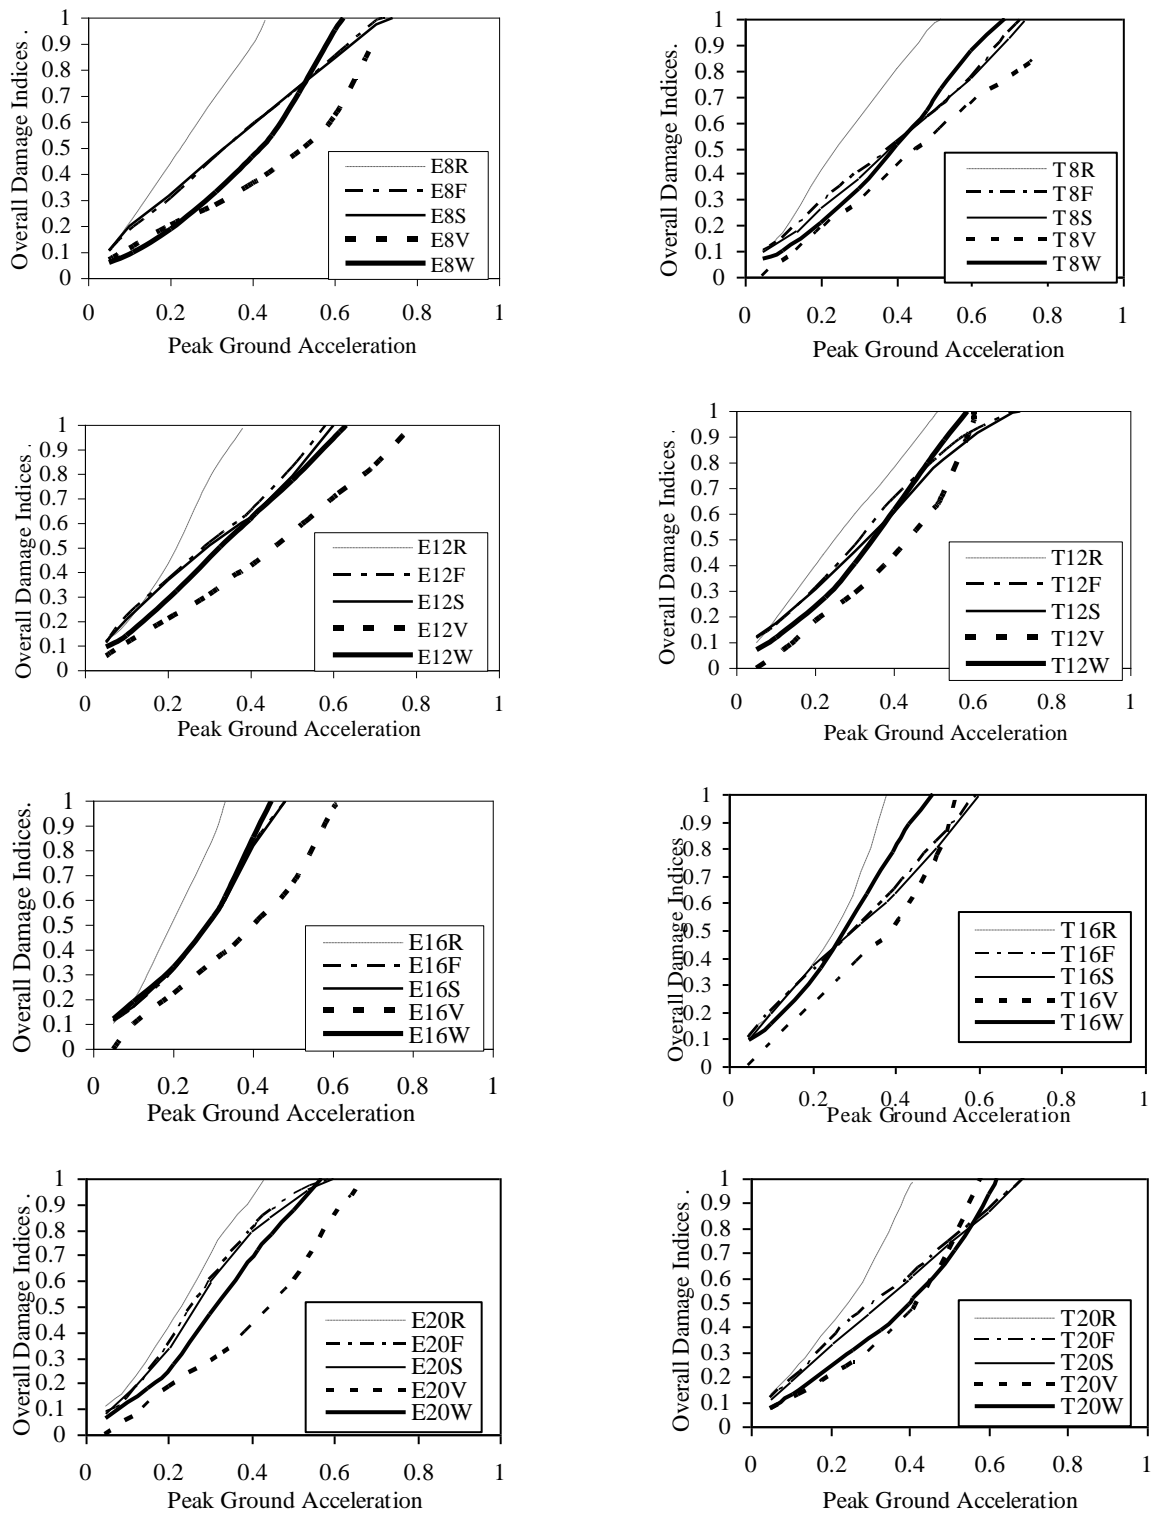 Overall Damage Indices .
1
0.9
0.8
0.7
0.6
0.5
0.4
0.3
0.2
0.1
0
E8R
E8F
E8S
E8V
E8W
0 0.2 0.4 0.6 0.8 1
Peak Ground Acceleration
Overall Damage Indices.
1
0.9
0.8
0.7
0.6
0.5
0.4
0.3
0.2
0.1
0
T8R
T8F
T8S
T8V
T8W
0 0.2 0.4 0.6 0.8 1
Peak Ground Acceleration
Overall Damage Indices .
1
0.9
0.8
0.7
0.6
0.5
0.4
0.3
0.2
0.1
0
E12R
E12F
E12S
E12V
E12W
0 0.2 0.4 0.6 0.8 1
Peak Ground Acceleration
Overall Damage Indices .
1
0.9
0.8
0.7
0.6
0.5
0.4
0.3
0.2
0.1
0
T12R
T12F
T12S
T12V
T12W
0 0.2 0.4 0.6 0.8 1
Peak Ground Acceleration
Overall Damage Indices.
1
0.9
0.8
0.7
0.6
0.5
0.4
0.3
0.2
0.1
0
E16R
E16F
E16S
E16V
E16W
0 0.2 0.4 0.6 0.8 1
Peak Ground Acceleration
Overall Damage Indices .
1
0.9
0.8
0.7
0.6
0.5
0.4
0.3
0.2
0.1
0
T16R
T16F
T16S
T16V
T16W
0 0.2 0.4 0.6 0.8 1
Peak Ground Acceleration
Overall Damage Indices .
1
0.9
0.8
0.7
0.6
0.5
0.4
0.3
0.2
0.1
0
E20R
E20F
E20S
E20V
E20W
0 0.2 0.4 0.6 0.8 1
Peak Ground Acceleration
Overall Damage Indices .
1
0.9
0.8
0.7
0.6
0.5
0.4
0.3
0.2
0.1
0
T20R
T20F
T20S
T20V
T20W
0 0.2 0.4 0.6 0.8 1
Peak Ground Acceleration